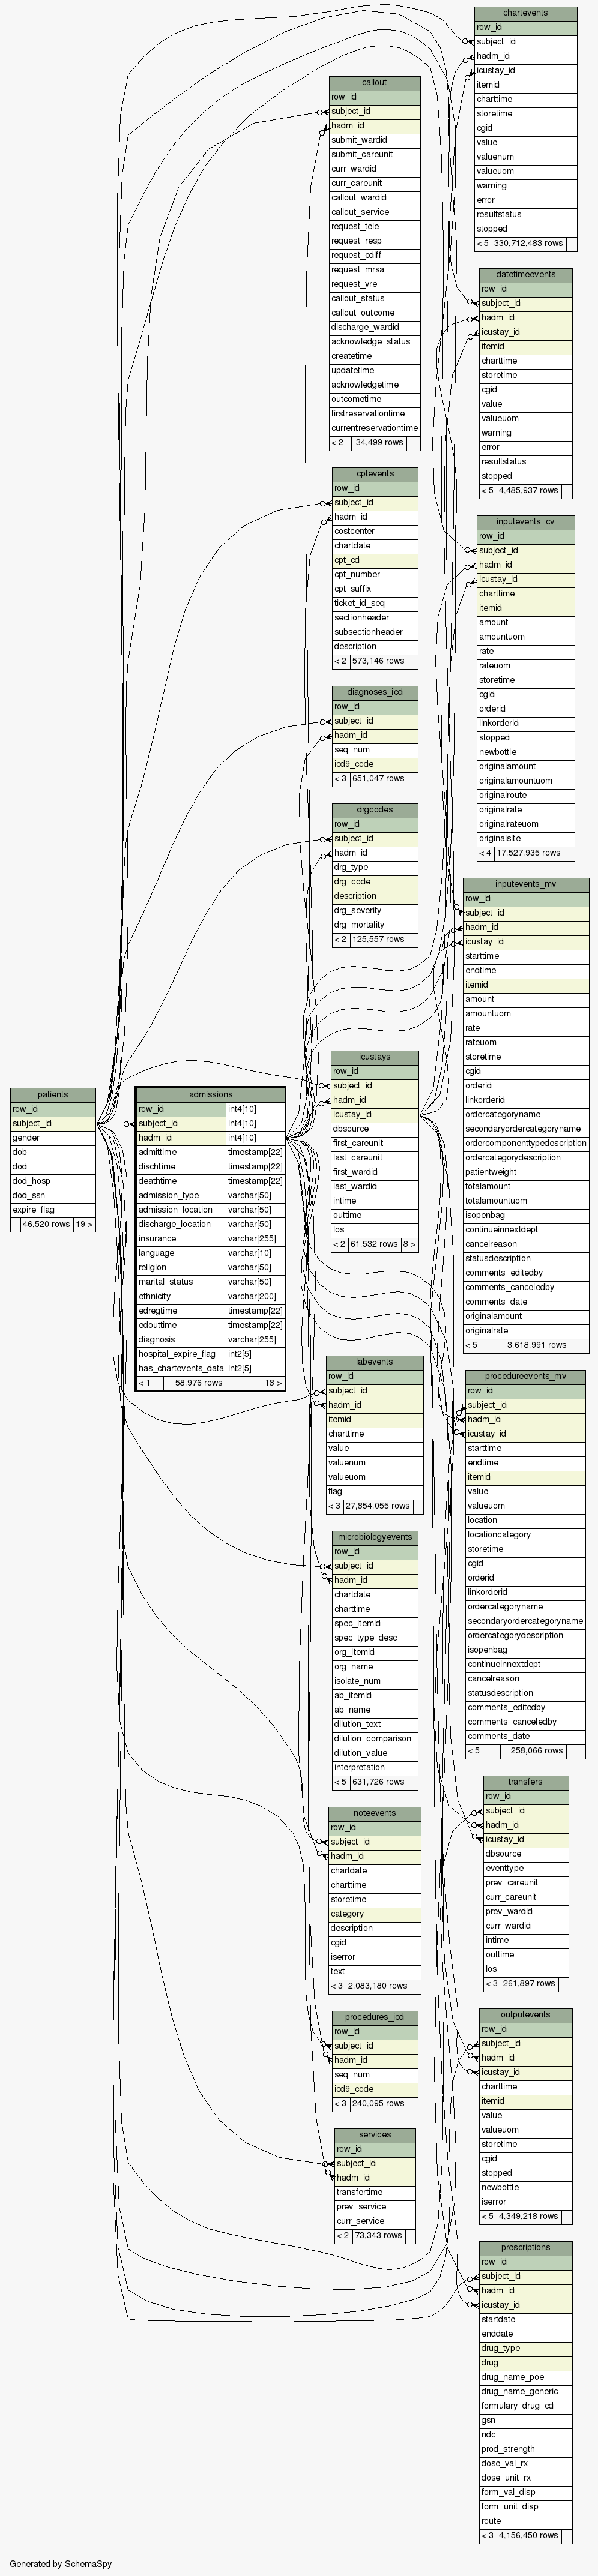 chartevents
row_id
subject_id
hadm_id
icustay_id
itemid
charttime
storetime
cgid
value
valuenum
valueuom
warning
error
resultstatus
stopped
< 5 330,712,483 rows
callout
row_id
subject_id
hadm_id
submit_wardid
submit_careunit
curr_wardid
curr_careunit
callout_wardid
callout_service
request_tele
request_resp
request_cdiff
request_mrsa
request_vre
callout_status
callout_outcome
discharge_wardid
acknowledge_status
createtime
updatetime
acknowledgetime
outcometime
firstreservationtime
currentreservationtime
< 2 34,499 rows
datetimeevents
row_id
subject_id
hadm_id
icustay_id
itemid
charttime
storetime
cgid
value
valueuom
warning
error
resultstatus
stopped
< 5 4,485,937 rows
cptevents
row_id
subject_id
hadm_id
costcenter
chartdate
cpt_cd
cpt_number
cpt_suffix
ticket_id_seq
sectionheader
subsectionheader
description
< 2 573,146 rows
inputevents_cv
row_id
subject_id
hadm_id
icustay_id
charttime
itemid
amount
amountuom
rate
rateuom
storetime
cgid
orderid
linkorderid
stopped
newbottle
originalamount
originalamountuom
originalroute
originalrate
originalrateuom
originalsite
< 4 17,527,935 rows
diagnoses_icd
row_id
subject_id
hadm_id
seq_num
icd9_code
< 3 651,047 rows
drgcodes
row_id
subject_id
hadm_id
drg_type
drg_code
description
drg_severity
drg_mortality
< 2 125,557 rows
inputevents_mv
row_id
subject_id
hadm_id
icustay_id
starttime
endtime
itemid
amount
amountuom
rate
rateuom
storetime
cgid
orderid
linkorderid
ordercategoryname
secondaryordercategoryname
ordercomponenttypedescription
ordercategorydescription
patientweight
totalamount
totalamountuom
isopenbag
continueinnextdept
cancelreason
statusdescription
comments_editedby
comments_canceledby
comments_date
originalamount
originalrate
< 5 3,618,991 rows
patients
row_id
subject_id
gender
dob
dod
dod_hosp
dod_ssn
expire_flag
46,520 rows 19 >
admissions
row_id int4[10]
subject_id int4[10]
hadm_id int4[10]
admittime timestamp[22]
dischtime timestamp[22]
deathtime timestamp[22]
admission_type varchar[50]
admission_location varchar[50]
discharge_location varchar[50]
insurance varchar[255]
language varchar[10]
religion varchar[50]
marital_status varchar[50]
ethnicity varchar[200]
edregtime timestamp[22]
edouttime timestamp[22]
diagnosis varchar[255]
hospital_expire_flag int2[5]
has_chartevents_data int2[5]
< 1 58,976 rows 18 >
icustays
row_id
subject_id
hadm_id
icustay_id
dbsource
first_careunit
last_careunit
first_wardid
last_wardid
intime
outtime
los
< 2 61,532 rows 8 >
labevents
row_id
subject_id
hadm_id
itemid
charttime
value
valuenum
valueuom
flag
< 3 27,854,055 rows
procedureevents_mv
row_id
subject_id
hadm_id
icustay_id
starttime
endtime
itemid
value
valueuom
location
locationcategory
storetime
cgid
orderid
linkorderid
ordercategoryname
secondaryordercategoryname
ordercategorydescription
isopenbag
continueinnextdept
cancelreason
statusdescription
comments_editedby
comments_canceledby
comments_date
< 5 258,066 rows
microbiologyevents
row_id
subject_id
hadm_id
chartdate
charttime
spec_itemid
spec_type_desc
org_itemid
org_name
isolate_num
ab_itemid
ab_name
dilution_text
dilution_comparison
dilution_value
interpretation
< 5 631,726 rows
transfers
row_id
subject_id
hadm_id
icustay_id
dbsource
eventtype
prev_careunit
curr_careunit
prev_wardid
curr_wardid
intime
outtime
los
< 3 261,897 rows
noteevents
row_id
subject_id
hadm_id
chartdate
charttime
storetime
category
description
cgid
iserror
text
< 3 2,083,180 rows
procedures_icd
row_id
subject_id
hadm_id
seq_num
icd9_code
< 3 240,095 rows
outputevents
row_id
subject_id
hadm_id
icustay_id
charttime
itemid
value
valueuom
storetime
cgid
stopped
newbottle
iserror
< 5 4,349,218 rows
services
row_id
subject_id
hadm_id
transfertime
prev_service
curr_service
< 2 73,343 rows
prescriptions
row_id
subject_id
hadm_id
icustay_id
startdate
enddate
drug_type
drug
drug_name_poe
drug_name_generic
formulary_drug_cd
gsn
ndc
prod_strength
dose_val_rx
dose_unit_rx
form_val_disp
form_unit_disp
route
< 3 4,156,450 rows
Generated by SchemaSpy